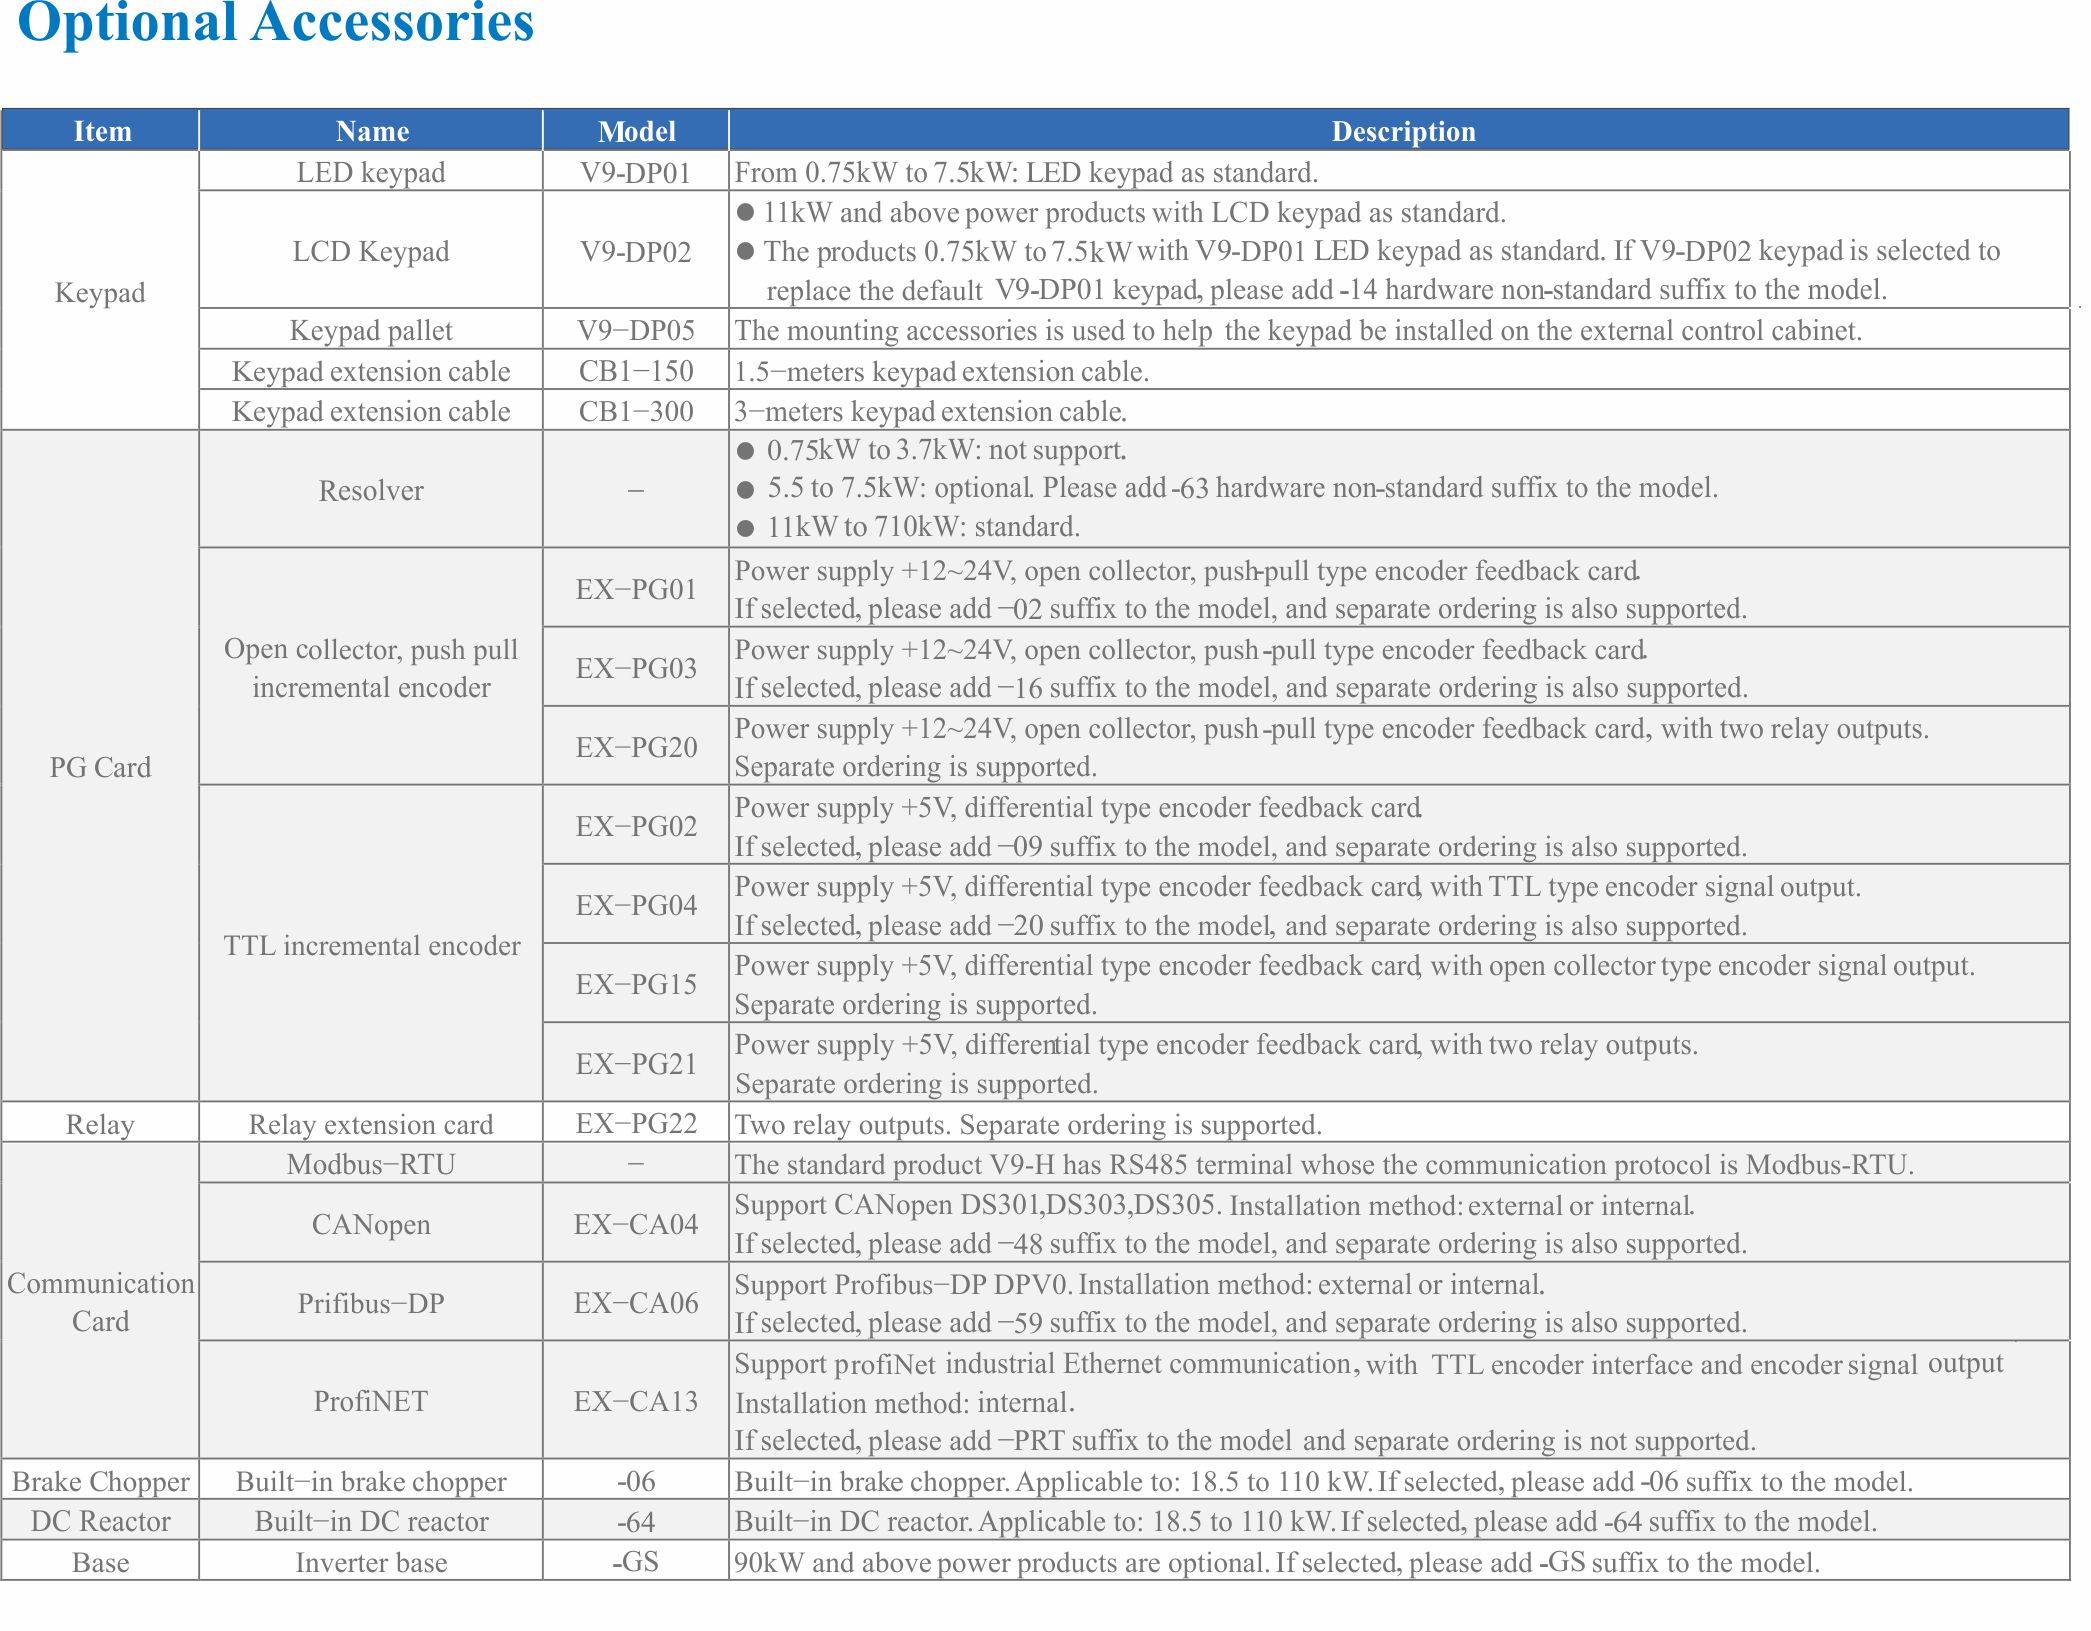 Optional Accessories
Item Name Model Description
Keypad
LED keypad V9-DP01 From 0.75kW to 7.5kW: LED keypad as standard.
LCD Keypad V9-DP02
● 11kW and above power products with LCD keypad as standard.
● The products 0.75kW to 7.5kW with V9-DP01 LED keypad as standard. If V9-DP02 keypad is selected to
replace the default V9-DP01 keypad, please add -14 hardware non-standard suffix to the model.
Keypad pallet V9−DP05 The mounting accessories is used to help the keypad be installed on the external control cabinet.
Keypad extension cable CB1−150 1.5−meters keypad extension cable.
Keypad extension cable CB1−300 3−meters keypad extension cable.
PG Card
Resolver −
● 0.75kW to 3.7kW: not support.
● 5.5 to 7.5kW: optional. Please add -63 hardware non-standard suffix to the model.
● 11kW to 710kW: standard.
Open collector, push pull
incremental encoder
EX−PG01
Power supply +12~24V, open collector, push-pull type encoder feedback card.
If selected, please add −02 suffix to the model, and separate ordering is also supported.
EX−PG03
Power supply +12~24V, open collector, push-pull type encoder feedback card.
If selected, please add −16 suffix to the model, and separate ordering is also supported.
EX−PG20
Power supply +12~24V, open collector, push-pull type encoder feedback card, with two relay outputs.
Separate ordering is supported.
TTL incremental encoder
EX−PG02
Power supply +5V, differential type encoder feedback card.
If selected, please add −09 suffix to the model, and separate ordering is also supported.
EX−PG04
Power supply +5V, differential type encoder feedback card, with TTL type encoder signal output.
If selected, please add −20 suffix to the model, and separate ordering is also supported.
EX−PG15
Power supply +5V, differential type encoder feedback card, with open collector type encoder signal output.
Separate ordering is supported.
EX−PG21
Power supply +5V, differential type encoder feedback card, with two relay outputs.
Separate ordering is supported.
Relay Relay extension card EX−PG22 Two relay outputs. Separate ordering is supported.
Communication
Card
Modbus−RTU − The standard product V9-H has RS485 terminal whose the communication protocol is Modbus-RTU.
CANopen EX−CA04
Support CANopen DS301,DS303,DS305. Installation method: external or internal.
If selected, please add −48 suffix to the model, and separate ordering is also supported.
Prifibus−DP EX−CA06
Support Profibus−DP DPV0. Installation method: external or internal.
If selected, please add −59 suffix to the model, and separate ordering is also supported.
ProfiNET EX−CA13
Support profiNet industrial Ethernet communication, with TTL encoder interface and encoder signal output
Installation method: internal.
If selected, please add −PRT suffix to the model and separate ordering is not supported.
Brake Chopper Built−in brake chopper -06 Built−in brake chopper. Applicable to: 18.5 to 110 kW. If selected, please add -06 suffix to the model.
DC Reactor Built−in DC reactor -64 Built−in DC reactor. Applicable to: 18.5 to 110 kW. If selected, please add -64 suffix to the model.
Base Inverter base -GS 90kW and above power products are optional. If selected, please add -GS suffix to the model.